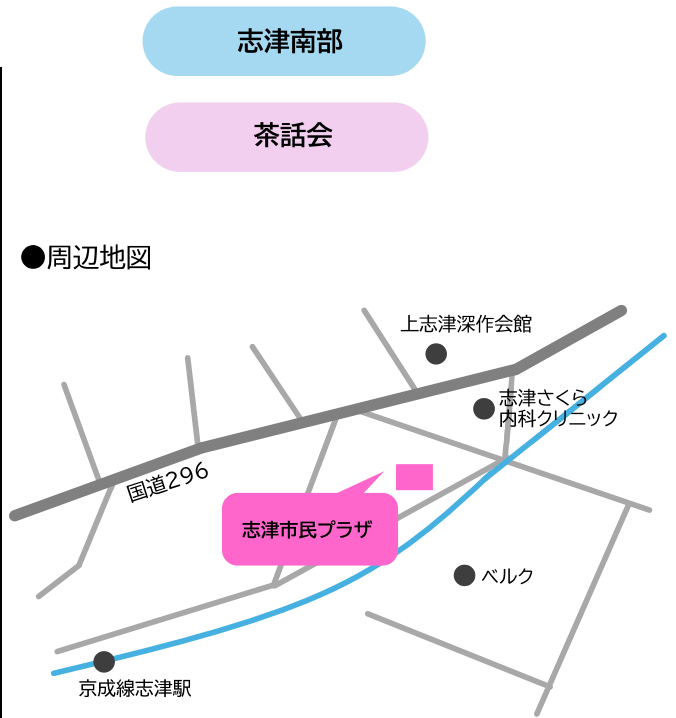 志津南部
茶話会
●周辺地図
上志津深作会館
志津さくら
内科クリニック
国道296
志津市民プラザ
ベルク
京成線志津駅